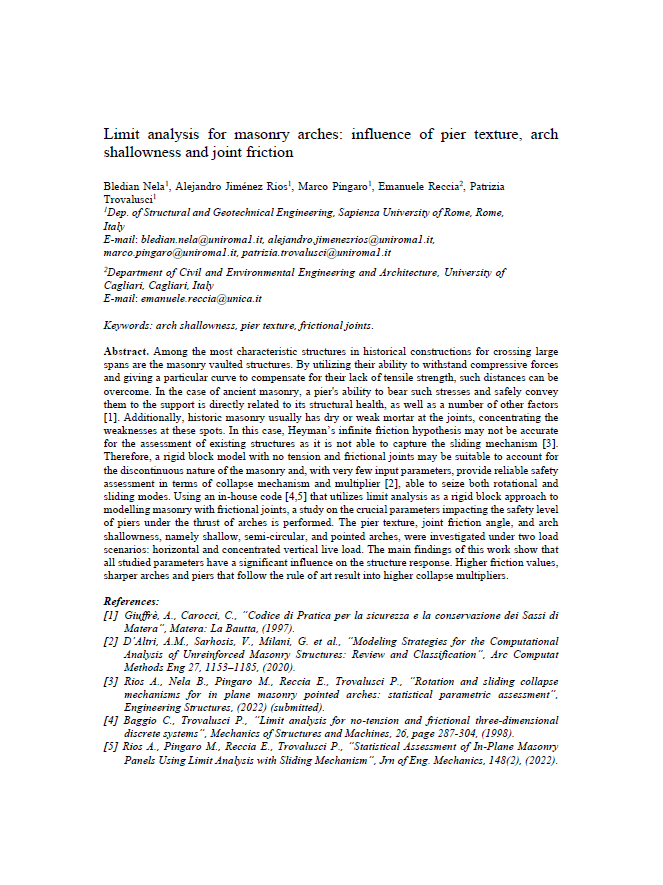 Limit analysis for masonry arches: influence of pier texture, arch
shallowness and joint friction
Bledian Nela1, Alejandro Jiménez Rios1, Marco Pingaro1, Emanuele Reccia2, Patrizia
Trovalusci1
1Dep. of Structural and Geotechnical Engineering, Sapienza University of Rome, Rome,
Italy
E-mail: bledian.nela@uniroma1.it, alejandro.jimenezrios@uniroma1.it,
marco.pingaro@uniroma1.it, patrizia.trovalusci@uniroma1.it
2Department of Civil and Environmental Engineering and Architecture, University of
Cagliari, Cagliari, Italy
E-mail: emanuele.reccia@unica.it
Keywords: arch shallowness, pier texture, frictional joints.
Abstract. Among the most characteristic structures in historical constructions for crossing large
spans are the masonry vaulted structures. By utilizing their ability to withstand compressive forces
and giving a particular curve to compensate for their lack of tensile strength, such distances can be
overcome. In the case of ancient masonry, a pier's ability to bear such stresses and safely convey
them to the support is directly related to its structural health, as well as a number of other factors
[1]. Additionally, historic masonry usually has dry or weak mortar at the joints, concentrating the
weaknesses at these spots. In this case, Heyman's infinite friction hypothesis may not be accurate
for the assessment of existing structures as it is not able to capture the sliding mechanism [3].
Therefore, a rigid block model with no tension and frictional joints may be suitable to account for
the discontinuous nature of the masonry and, with very few input parameters, provide reliable safety
assessment in terms of collapse mechanism and multiplier [2], able to seize both rotational and
sliding modes. Using an in-house code [4,5] that utilizes limit analysis as a rigid block approach to
modelling masonry with frictional joints, a study on the crucial parameters impacting the safety level
of piers under the thrust of arches is performed. The pier texture, joint friction angle, and arch
shallowness, namely shallow, semi-circular, and pointed arches, were investigated under two load
scenarios: horizontal and concentrated vertical live load. The main findings of this work show that
all studied parameters have a significant influence on the structure response. Higher friction values,
sharper arches and piers that follow the rule of art result into higher collapse multipliers.
References:
[1] Giuffrè, A., Carocci, C., "Codice di Pratica per la sicurezza e la conservazione dei Sassi di
Matera", Matera: La Bautta, (1997).
[2] D'Altri, A.M., Sarhosis, V., Milani, G. et al., "Modeling Strategies for the Computational
Analysis of Unreinforced Masonry Structures: Review and Classification", Arc Computat
Methods Eng 27, 1153–1185, (2020).
[3] Rios A., Nela B., Pingaro M., Reccia E., Trovalusci P., "Rotation and sliding collapse
mechanisms for in plane masonry pointed arches: statistical parametric assessment",
Engineering Structures, (2022) (submitted).
[4] Baggio C., Trovalusci P., "Limit analysis for no-tension and frictional three-dimensional
discrete systems", Mechanics of Structures and Machines, 26, page 287-304, (1998).
[5] Rios A., Pingaro M., Reccia E., Trovalusci P., "Statistical Assessment of In-Plane Masonry
Panels Using Limit Analysis with Sliding Mechanism", Jrn of Eng. Mechanics, 148(2), (2022).